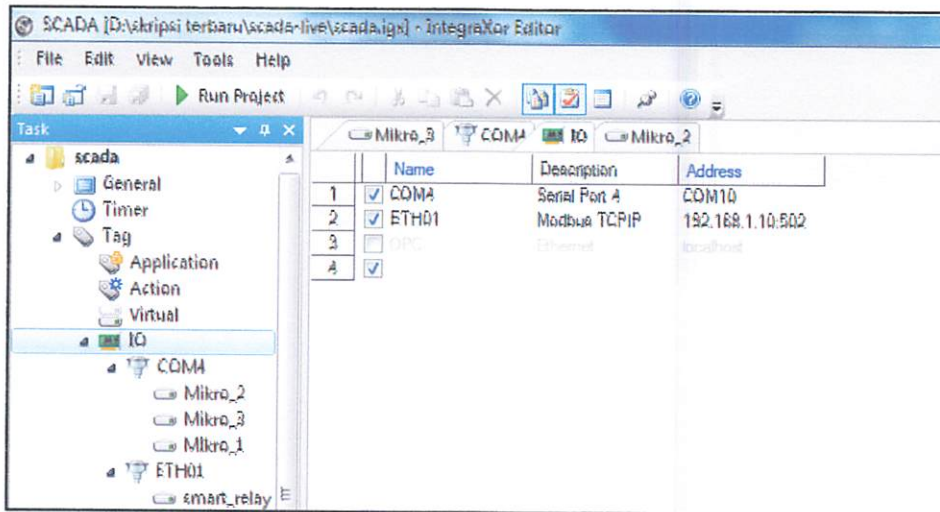 SCADA [D:\skripsi terbaru\scada-live\scada.igx] - IntegraXor Editor
File Edit View Tools Help
Run Project
Task
Mikro_3 COM4 IO Mikro_2
scada
General
Timer
Tag
Application
Action
Virtual
IO
COM4
Mikro_2
Mikro_3
Mikro_1
ETH01
smart_relay
Name Description Address
1 COM4 Serial Port 4 COM10
2 ETH01 Modbus TCPIP 192.168.1.10:502
3 OPC Ethernet localhost
4